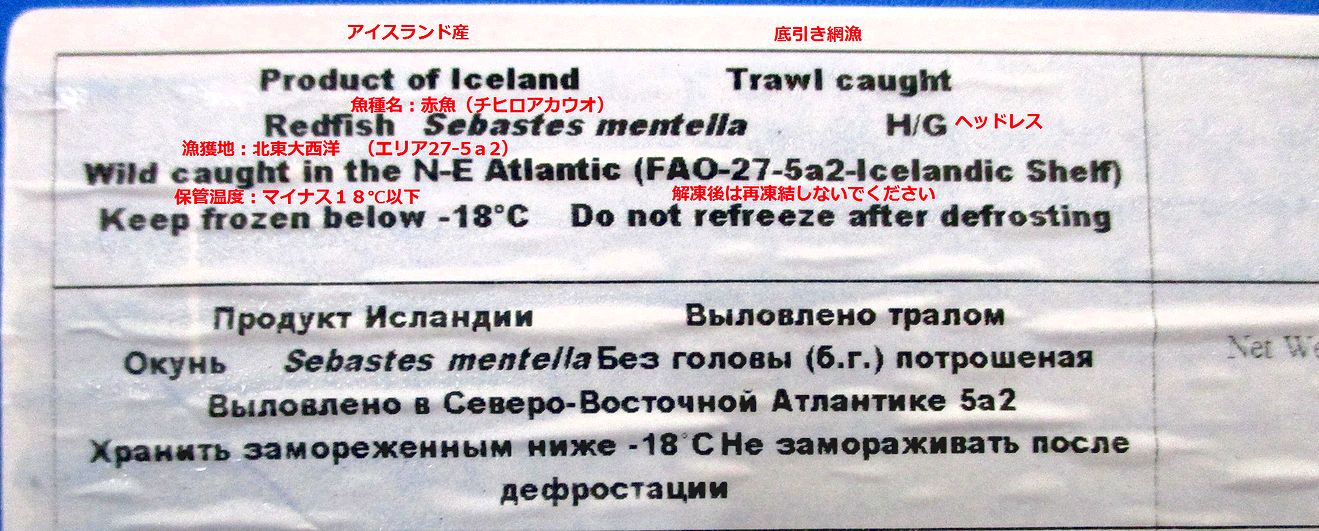 アイスランド産 底引き網漁
Product of Iceland Trawl caught
魚種名：赤魚（チヒロアカウオ）
Redfish Sebastes mentella H/G ヘッドレス
漁獲地：北東大西洋 （エリア27-5ａ2）
Wild caught in the N-E Atlantic (FAO-27-5a2-Icelandic Shelf)
保管温度：マイナス１８℃以下 解凍後は再凍結しないでください
Keep frozen below -18°C Do not refreeze after defrosting
Продукт Исландии Выловлено тралом
Окунь Sebastes mentella Без головы (б.г.) потрошеная
Net We
Выловлено в Северо-Восточной Атлантике 5а2
Хранить замореженным ниже -18°C Не замораживать после
дефростации